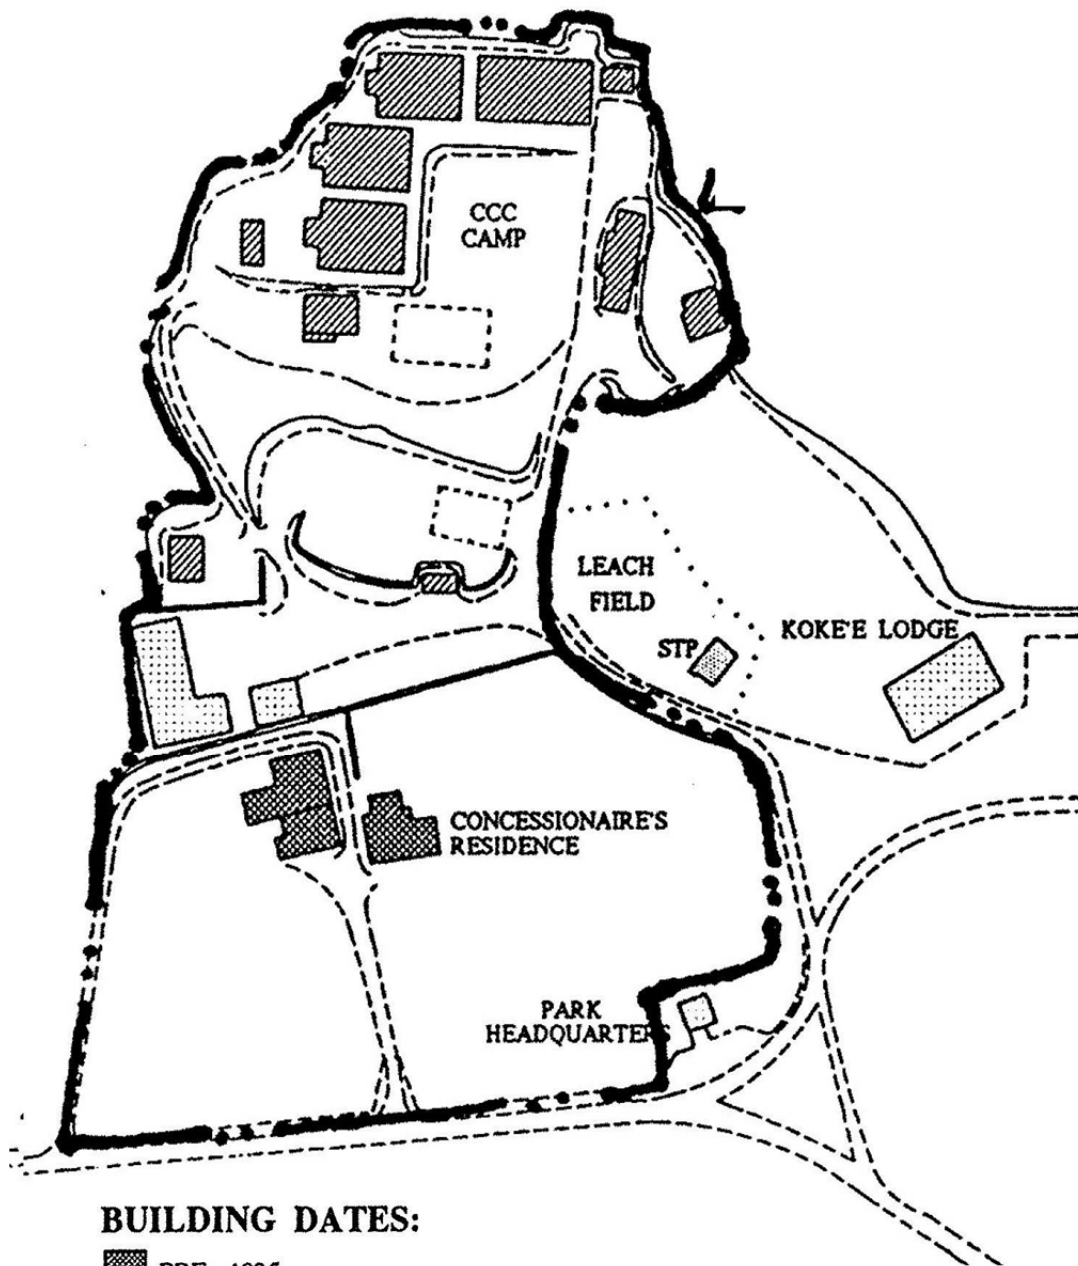 CCC
CAMP
LEACH
FIELD
STP
KOKE'E LODGE
CONCESSIONAIRE'S
RESIDENCE
PARK
HEADQUARTERS
BUILDING DATES: